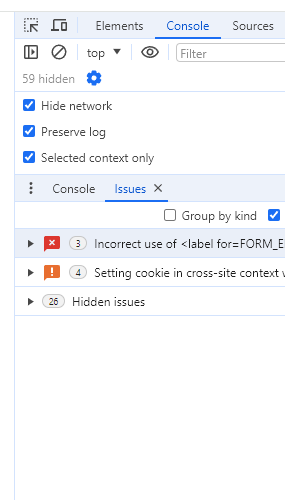 Elements Console Sources
top Filter
59 hidden
Hide network
Preserve log
Selected context only
Console Issues
Group by kind
3 Incorrect use of <label for=FORM_E
4 Setting cookie in cross-site context
26 Hidden issues